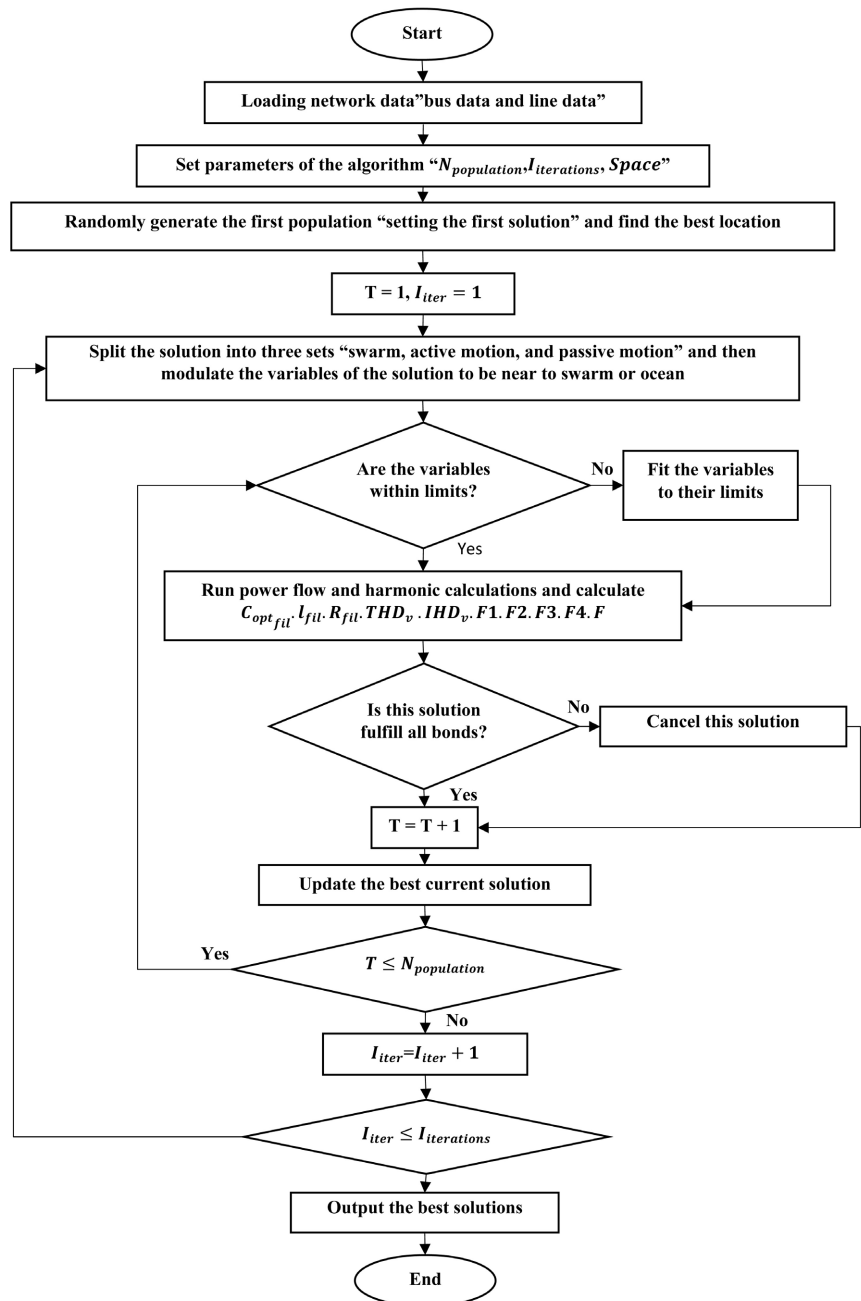 Start
Loading network data”bus data and line data”
Set parameters of the algorithm “N_population,I_iterations, Space”
Randomly generate the first population “setting the first solution” and find the best location
T = 1, I_iter = 1
Split the solution into three sets “swarm, active motion, and passive motion” and then
modulate the variables of the solution to be near to swarm or ocean
Are the variables
within limits?
No
Fit the variables
to their limits
Yes
Run power flow and harmonic calculations and calculate
C_opt_fil. l_fil. R_fil. THD_v . IHD_v. F1. F2. F3. F4. F
Is this solution
fulfill all bonds?
No
Cancel this solution
Yes
T = T + 1
Update the best current solution
Yes
T ≤ N_population
No
I_iter=I_iter + 1
I_iter ≤ I_iterations
Output the best solutions
End